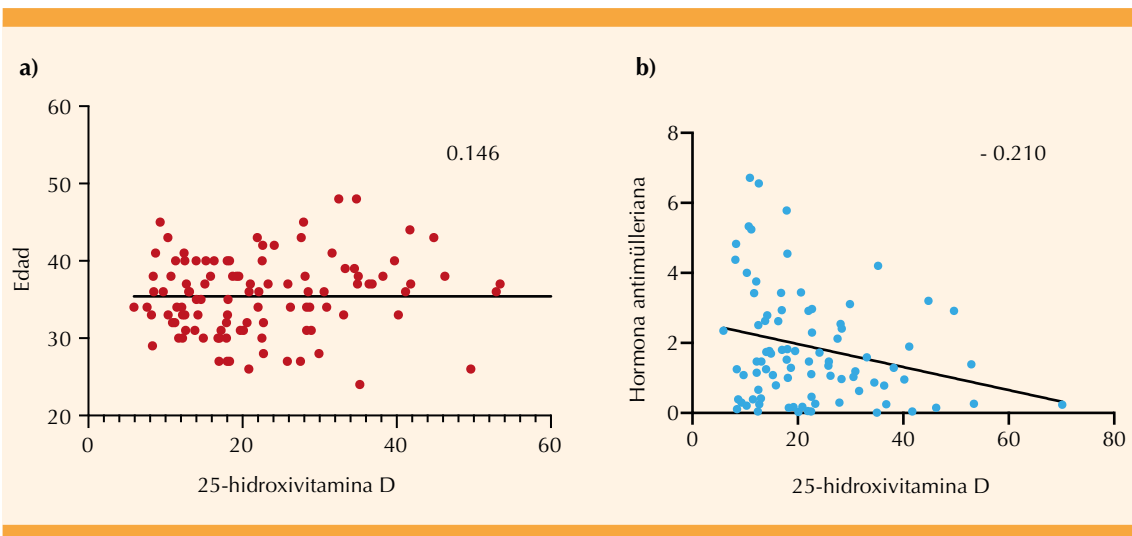 a)
60
50
40
30
20
0 20 40 60
Edad
25-hidroxivitamina D
0.146
b)
8
6
4
2
0
0 20 40 60 80
Hormona antimülleriana
25-hidroxivitamina D
- 0.210